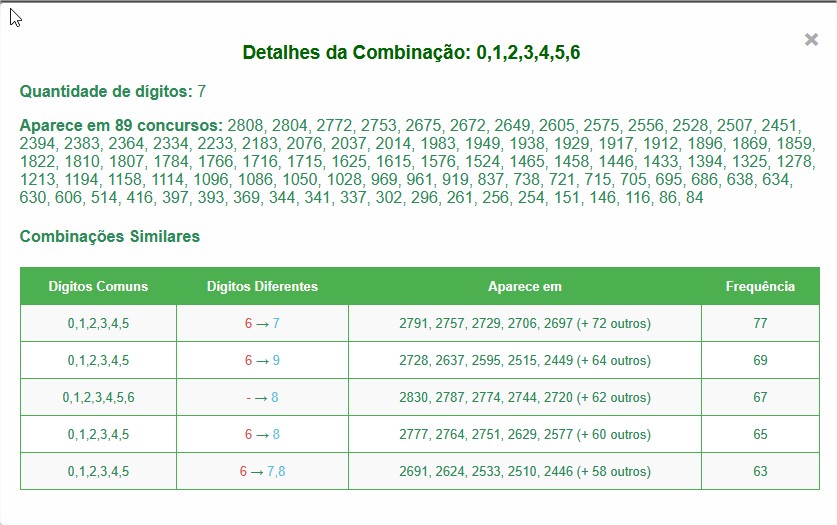 ×
Detalhes da Combinação: 0,1,2,3,4,5,6
Quantidade de dígitos: 7
Aparece em 89 concursos: 2808, 2804, 2772, 2753, 2675, 2672, 2649, 2605, 2575, 2556, 2528, 2507, 2451,
2394, 2383, 2364, 2334, 2233, 2183, 2076, 2037, 2014, 1983, 1949, 1938, 1929, 1917, 1912, 1896, 1869, 1859,
1822, 1810, 1807, 1784, 1766, 1716, 1715, 1625, 1615, 1576, 1524, 1465, 1458, 1446, 1433, 1394, 1325, 1278,
1213, 1194, 1158, 1114, 1096, 1086, 1050, 1028, 969, 961, 919, 837, 738, 721, 715, 705, 695, 686, 638, 634,
630, 606, 514, 416, 397, 393, 369, 344, 341, 337, 302, 296, 261, 256, 254, 151, 146, 116, 86, 84
Combinações Similares
Dígitos Comuns Dígitos Diferentes Aparece em Frequência
0,1,2,3,4,5 6 → 7 2791, 2757, 2729, 2706, 2697 (+ 72 outros) 77
0,1,2,3,4,5 6 → 9 2728, 2637, 2595, 2515, 2449 (+ 64 outros) 69
0,1,2,3,4,5,6 - → 8 2830, 2787, 2774, 2744, 2720 (+ 62 outros) 67
0,1,2,3,4,5 6 → 8 2777, 2764, 2751, 2629, 2577 (+ 60 outros) 65
0,1,2,3,4,5 6 → 7,8 2691, 2624, 2533, 2510, 2446 (+ 58 outros) 63